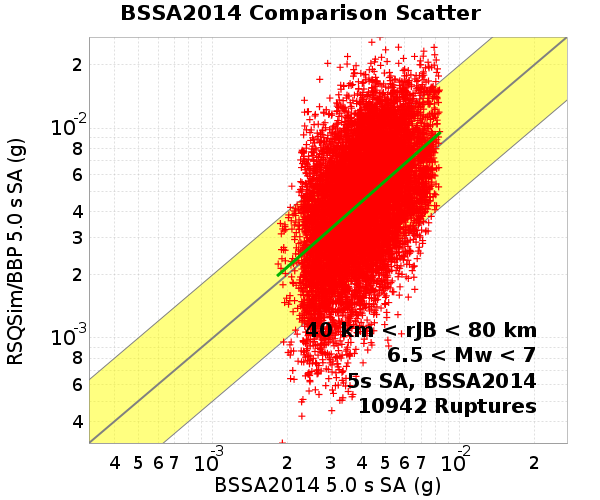 BSSA2014 Comparison Scatter
RSQSim/BBP 5.0 s SA (g)
2
10-2
8
6
4
3
2
10-3
8
6
4
40 km < rJB < 80 km
6.5 < Mw < 7
5s SA, BSSA2014
10942 Ruptures
4 5 6 7 10-3 2 3 4 5 6 7 10-2 2
BSSA2014 5.0 s SA (g)